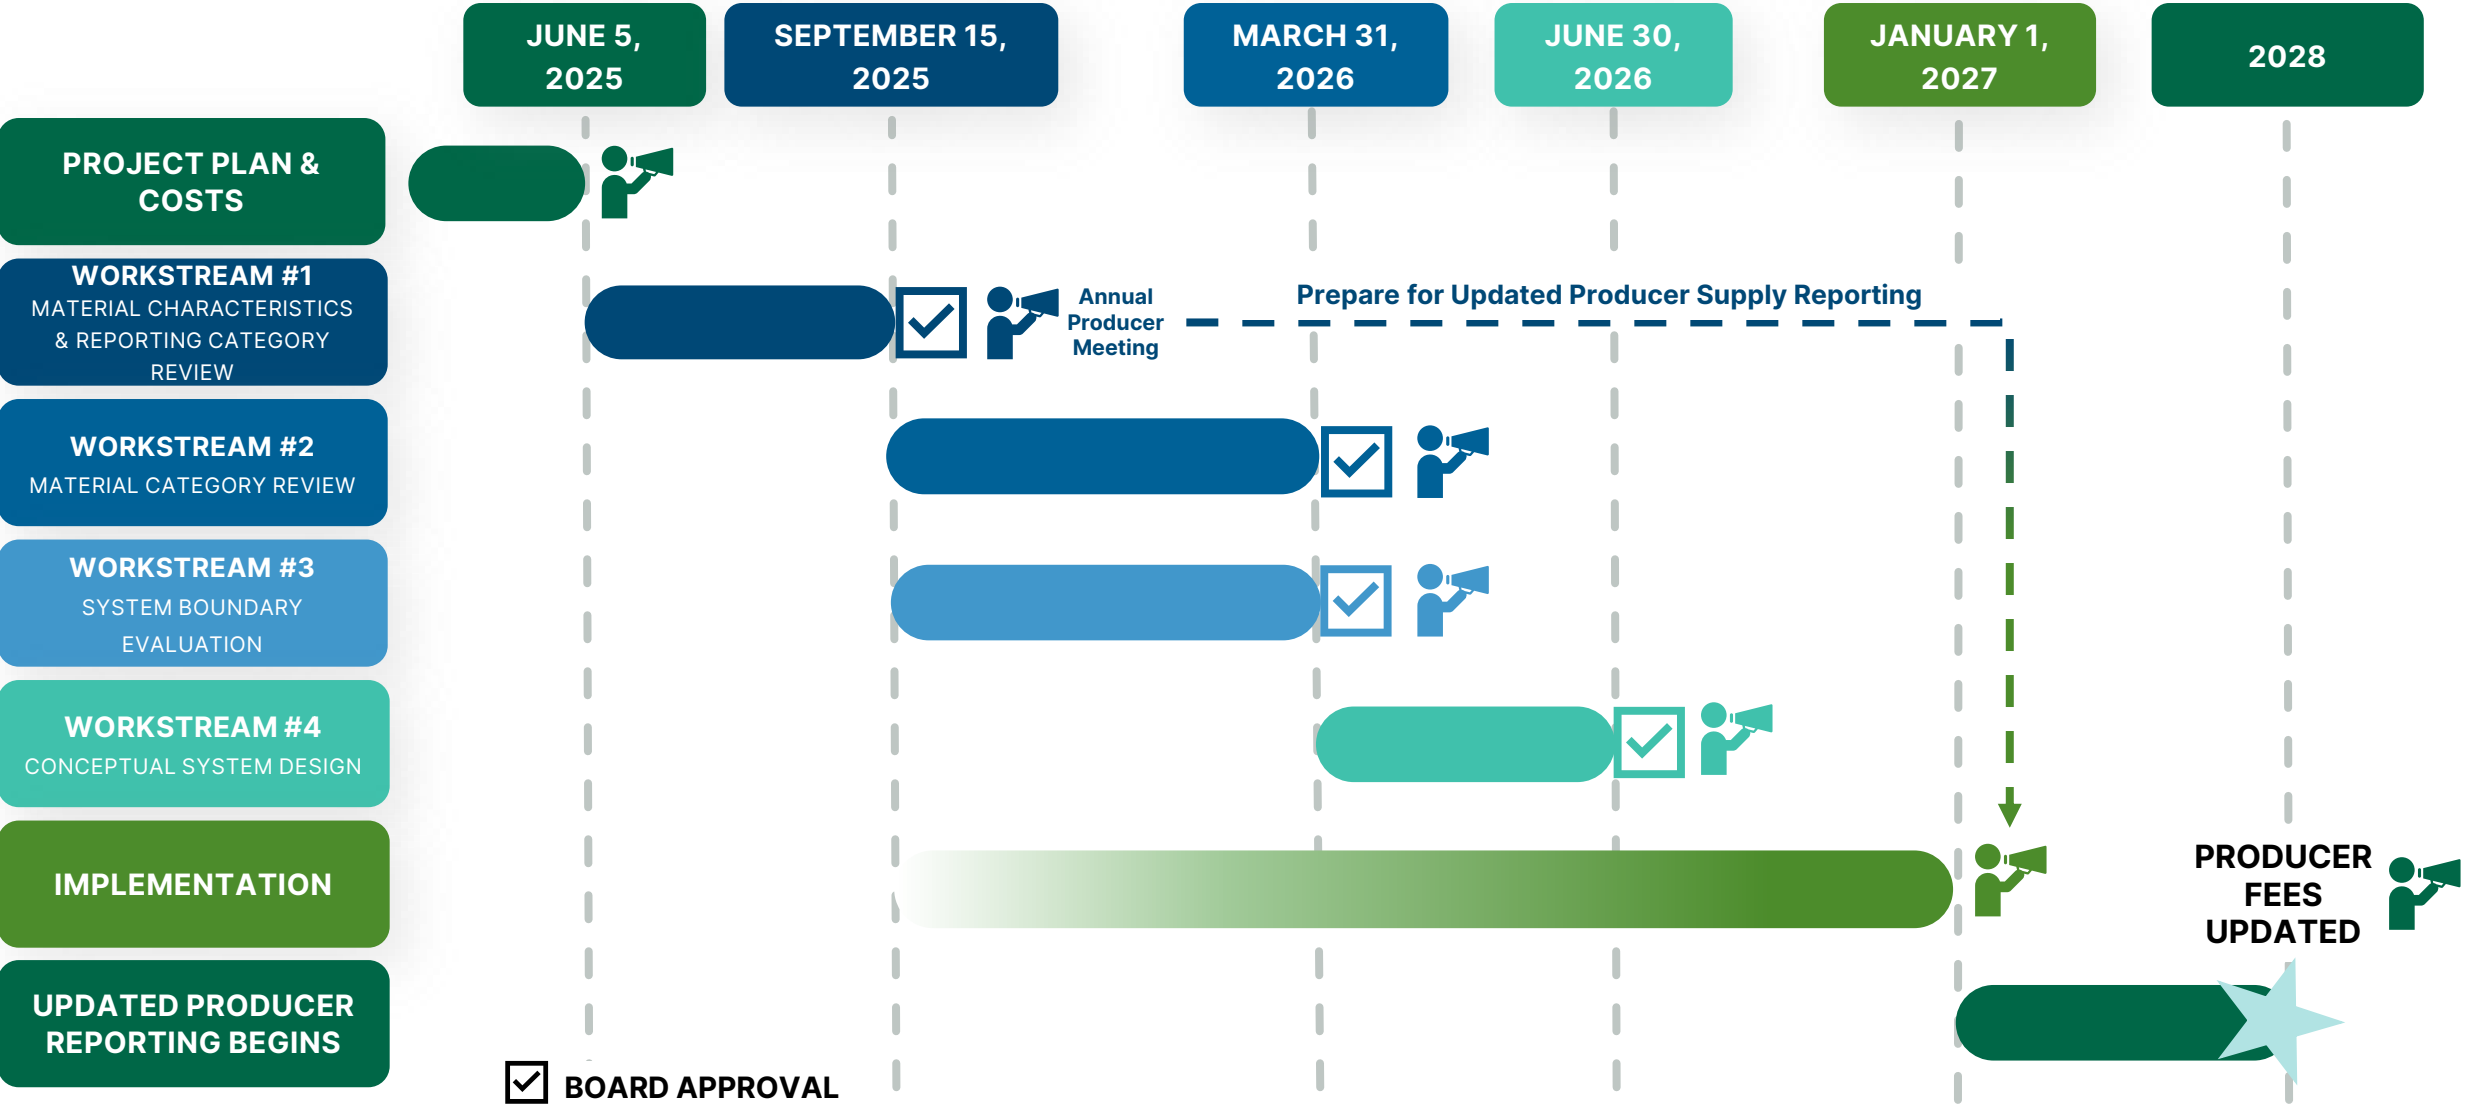 JUNE 5,
2025
SEPTEMBER 15,
2025
MARCH 31,
2026
JUNE 30,
2026
JANUARY 1,
2027
2028
PROJECT PLAN &
COSTS
WORKSTREAM #1
MATERIAL CHARACTERISTICS
& REPORTING CATEGORY
REVIEW
Annual
Producer
Meeting
Prepare for Updated Producer Supply Reporting
WORKSTREAM #2
MATERIAL CATEGORY REVIEW
WORKSTREAM #3
SYSTEM BOUNDARY
EVALUATION
WORKSTREAM #4
CONCEPTUAL SYSTEM DESIGN
IMPLEMENTATION
PRODUCER
FEES
UPDATED
UPDATED PRODUCER
REPORTING BEGINS
BOARD APPROVAL